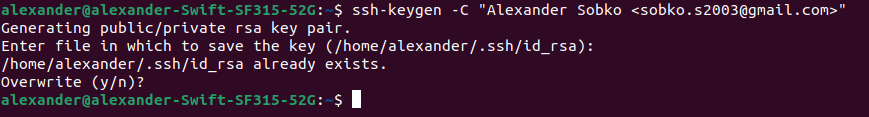 alexander@alexander-Swift-SF315-52G:~$ ssh-keygen -C "Alexander Sobko <sobko.s2003@gmail.com>"
Generating public/private rsa key pair.
Enter file in which to save the key (/home/alexander/.ssh/id_rsa):
/home/alexander/.ssh/id_rsa already exists.
Overwrite (y/n)?
alexander@alexander-Swift-SF315-52G:~$